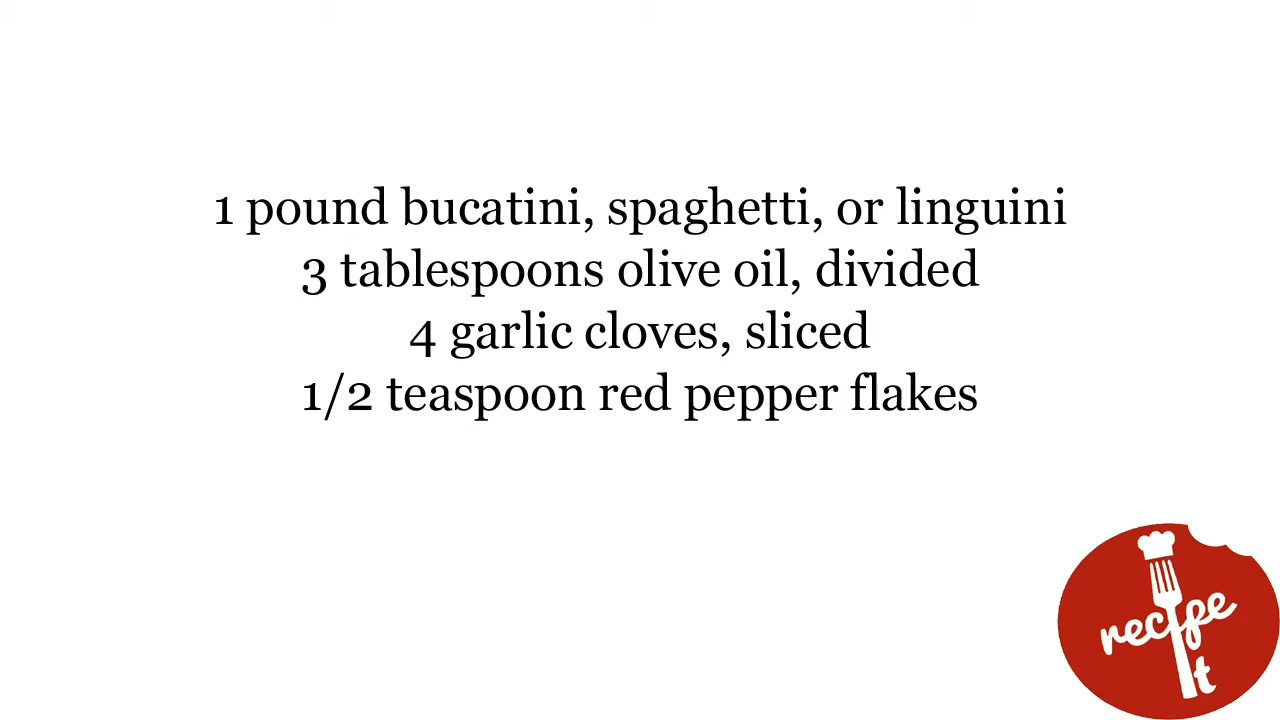 1 pound bucatini, spaghetti, or linguini
3 tablespoons olive oil, divided
4 garlic cloves, sliced
1/2 teaspoon red pepper flakes
recipe
it